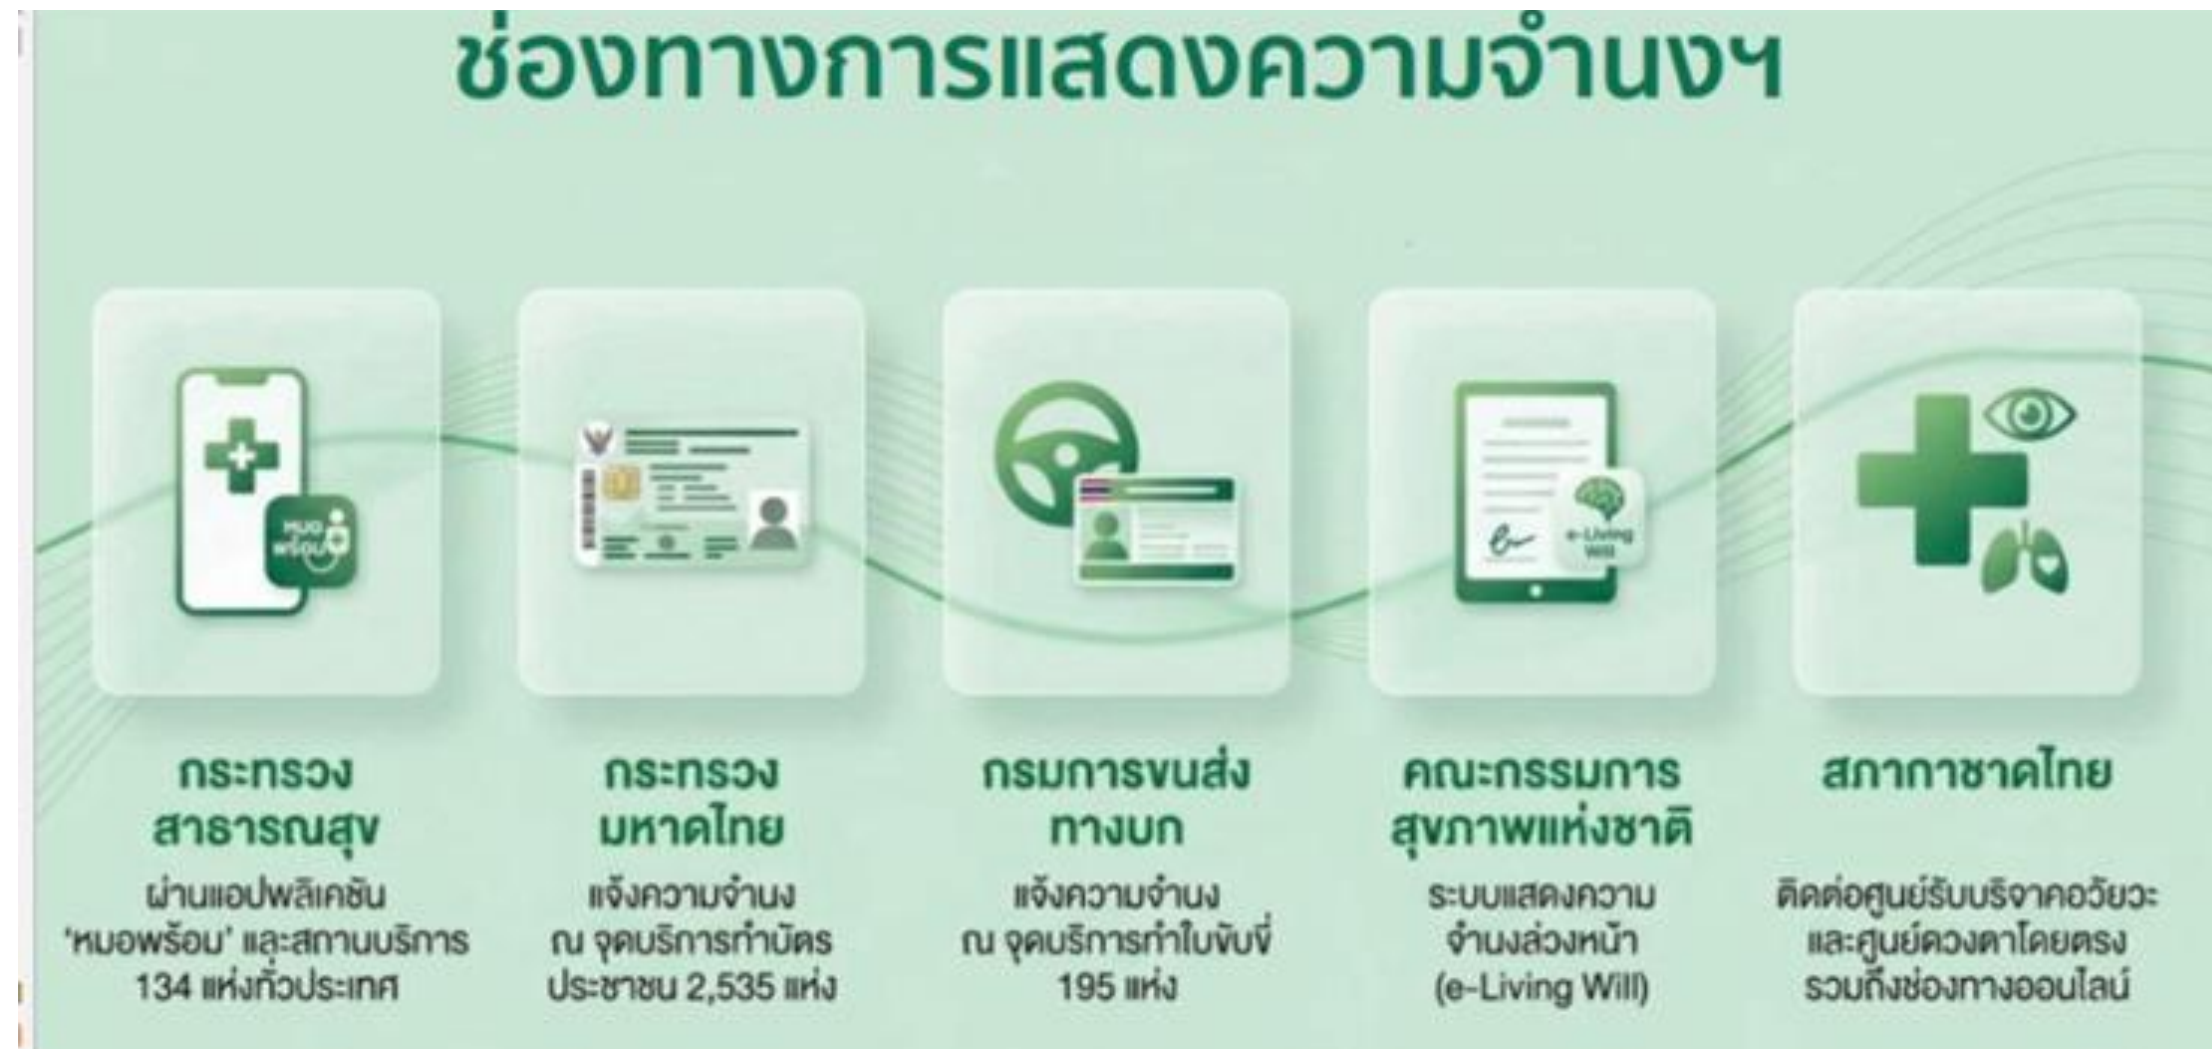 ช่องทางการแสดงความจำนงฯ
หมอ
พร้อม
e-Living
Will
กระทรวง
สาธารณสุข
ผ่านแอปพลิเคชัน
'หมอพร้อม' และสถานบริการ
134 แห่งทั่วประเทศ
กระทรวง
มหาดไทย
แจ้งความจำนง
ณ จุดบริการทำบัตร
ประชาชน 2,535 แห่ง
กรมการขนส่ง
ทางบก
แจ้งความจำนง
ณ จุดบริการทำใบขับขี่
195 แห่ง
คณะกรรมการ
สุขภาพแห่งชาติ
ระบบแสดงความ
จำนงล่วงหน้า
(e-Living Will)
สภากาชาดไทย
ติดต่อศูนย์รับบริจาคอวัยวะ
และศูนย์ดวงตาโดยตรง
รวมถึงช่องทางออนไลน์